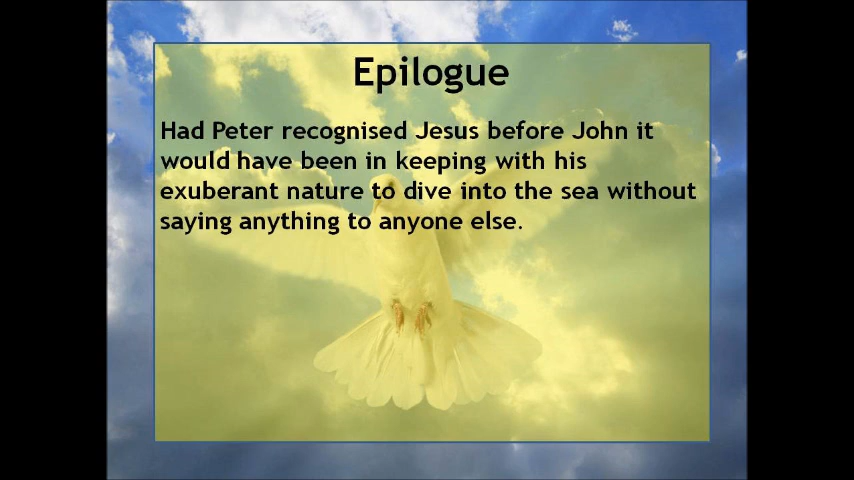 Epilogue
Had Peter recognised Jesus before John it
would have been in keeping with his
exuberant nature to dive into the sea without
saying anything to anyone else.